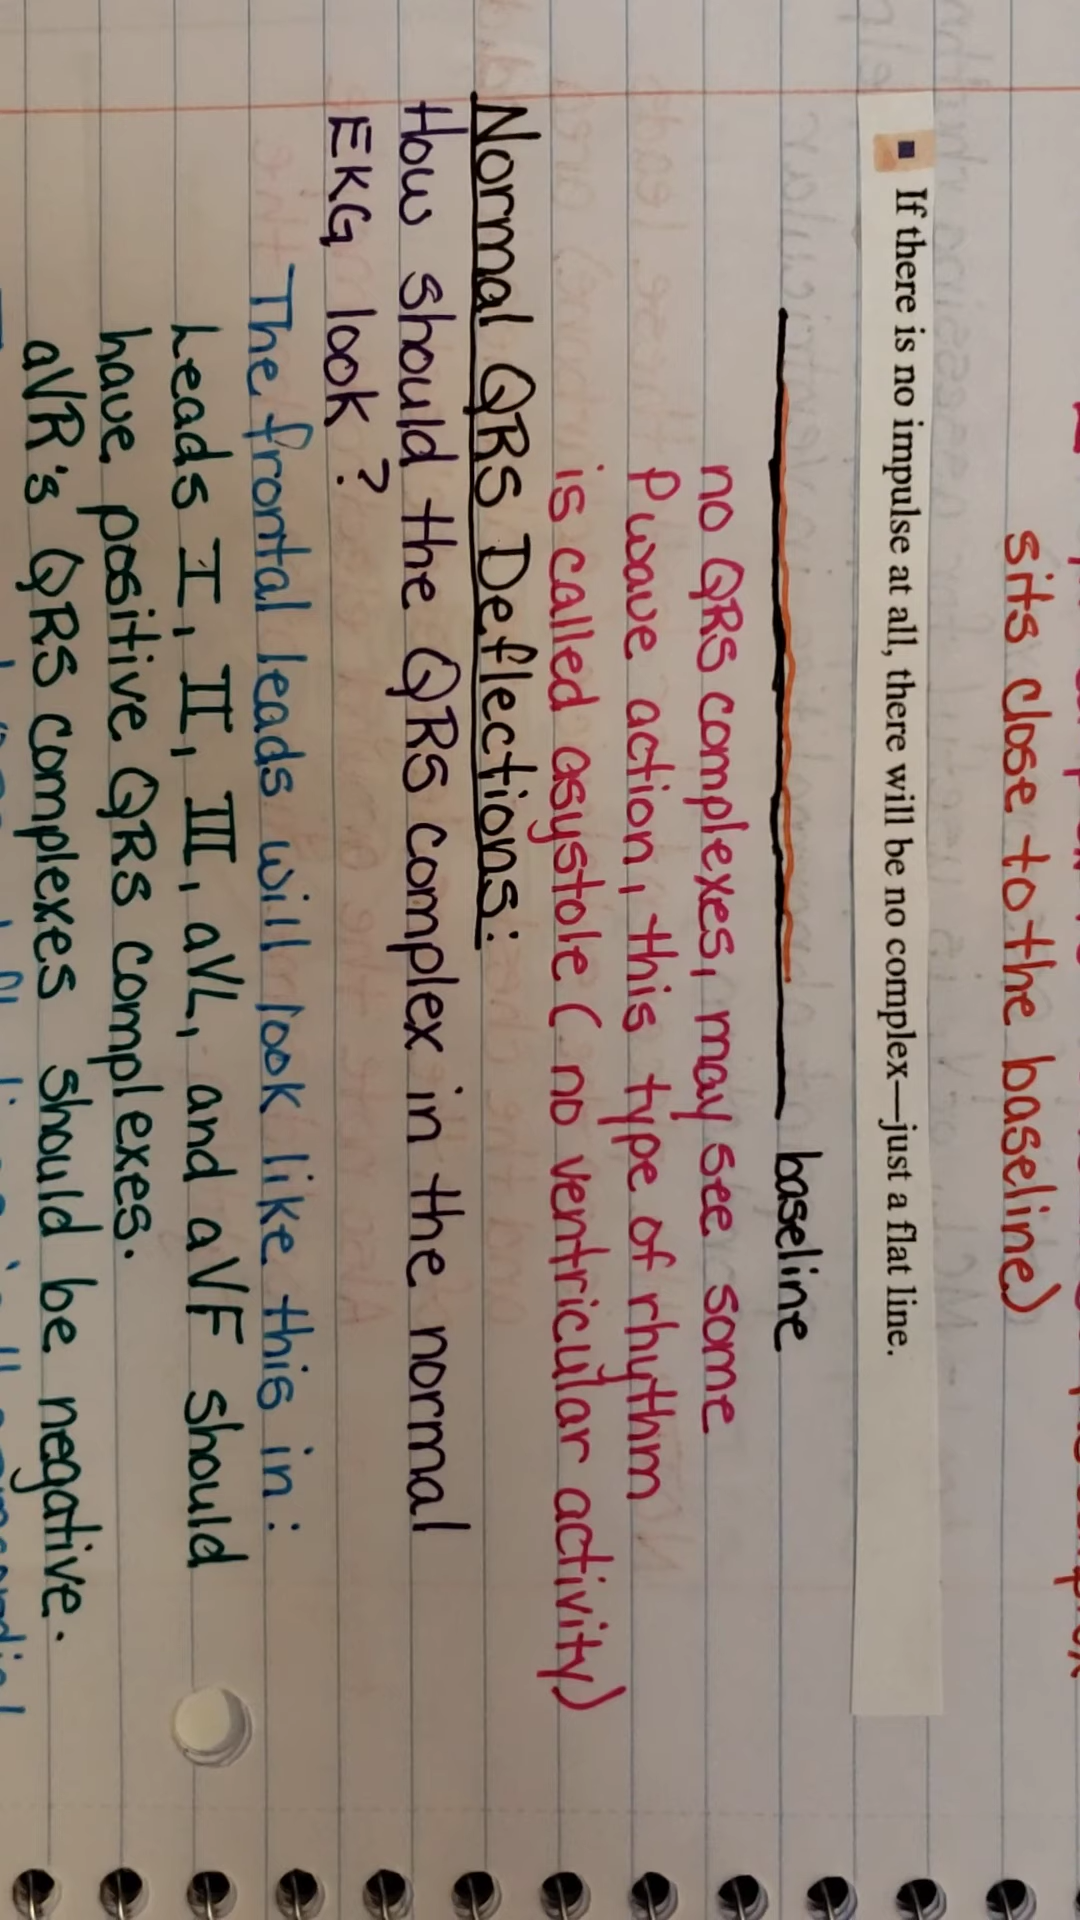 sits close to the baseline)
▪ If there is no impulse at all, there will be no complex—just a flat line.
baseline
no QRS complexes, may see some
P wave action, this type of rhythm
is called asystole (no ventricular activity)
Normal QRS Deflections:
How should the QRS complex in the normal
EKG look?
The frontal leads will look like this in:
Leads I, II, III, aVL, and aVF should
have positive QRS complexes.
aVR's QRS complexes should be negative.